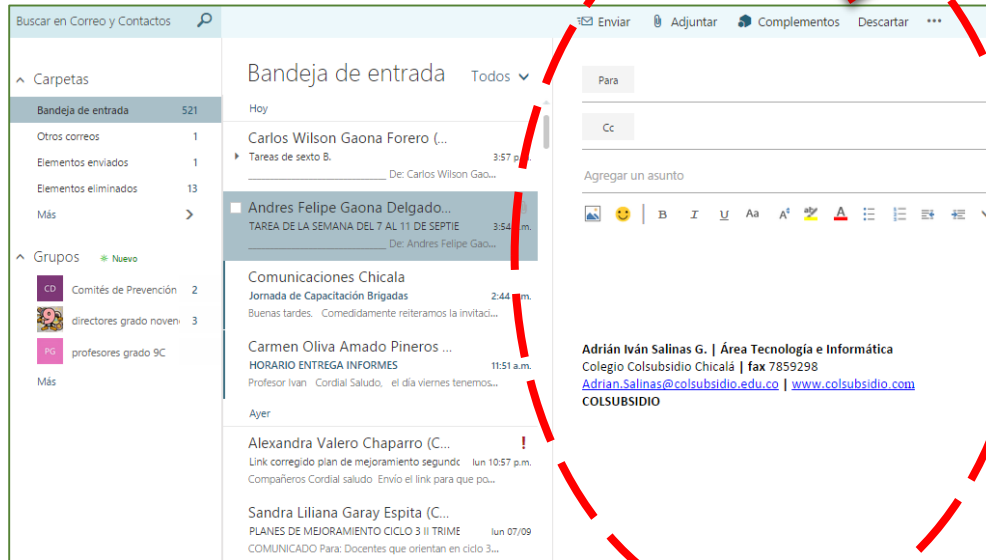 Buscar en Correo y Contactos
Enviar Adjuntar Complementos Descartar •••
Carpetas
Bandeja de entrada 521
Otros correos 1
Elementos enviados 1
Elementos eliminados 13
Más
Grupos Nuevo
CD Comités de Prevención 2
directores grado noven 3
PG profesores grado 9C
Más
Bandeja de entrada Todos
Hoy
Carlos Wilson Gaona Forero (...
Tareas de sexto B. 3:57 p.m.
De: Carlos Wilson Gao...
Andres Felipe Gaona Delgado...
TAREA DE LA SEMANA DEL 7 AL 11 DE SEPTIE 3:54 p.m.
De: Andres Felipe Gao...
Comunicaciones Chicala
Jornada de Capacitación Brigadas 2:44 p.m.
Buenas tardes. Comedidamente reiteramos la invitaci...
Carmen Oliva Amado Pineros ...
HORARIO ENTREGA INFORMES 11:51 a.m.
Profesor Ivan Cordial Saludo, el día viernes tenemos...
Ayer
Alexandra Valero Chaparro (C... !
Link corregido plan de mejoramiento segundo lun 10:57 p.m.
Compañeros Cordial saludo Envio el link para que po...
Sandra Liliana Garay Espita (C...
PLANES DE MEJORAMIENTO CICLO 3 II TRIME lun 07/09
COMUNICADO Para: Docentes que orientan en ciclo 3...
Para
Cc
Agregar un asunto
B I U Aa A A
Adrián Iván Salinas G. | Área Tecnología e Informática
Colegio Colsubsidio Chicalá | fax 7859298
Adrian.Salinas@colsubsidio.edu.co | www.colsubsidio.com
COLSUBSIDIO